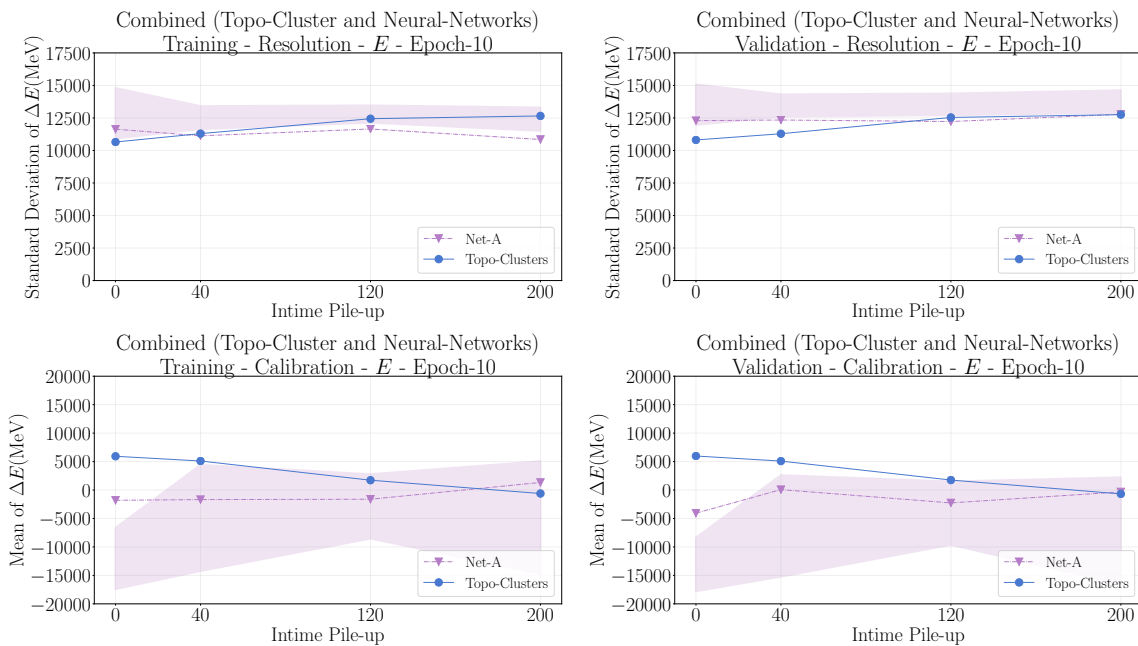 Combined (Topo-Cluster and Neural-Networks)
Training - Resolution - E - Epoch-10
17500
15000
12500
10000
7500
5000
2500
0
Standard Deviation of ΔE(MeV)
Net-A
Topo-Clusters
0 40 120 200
Intime Pile-up
Combined (Topo-Cluster and Neural-Networks)
Validation - Resolution - E - Epoch-10
17500
15000
12500
10000
7500
5000
2500
0
Standard Deviation of ΔE(MeV)
Net-A
Topo-Clusters
0 40 120 200
Intime Pile-up
Combined (Topo-Cluster and Neural-Networks)
Training - Calibration - E - Epoch-10
20000
15000
10000
5000
0
−5000
−10000
−15000
−20000
Mean of ΔE(MeV)
Net-A
Topo-Clusters
0 40 120 200
Intime Pile-up
Combined (Topo-Cluster and Neural-Networks)
Validation - Calibration - E - Epoch-10
20000
15000
10000
5000
0
−5000
−10000
−15000
−20000
Mean of ΔE(MeV)
Net-A
Topo-Clusters
0 40 120 200
Intime Pile-up